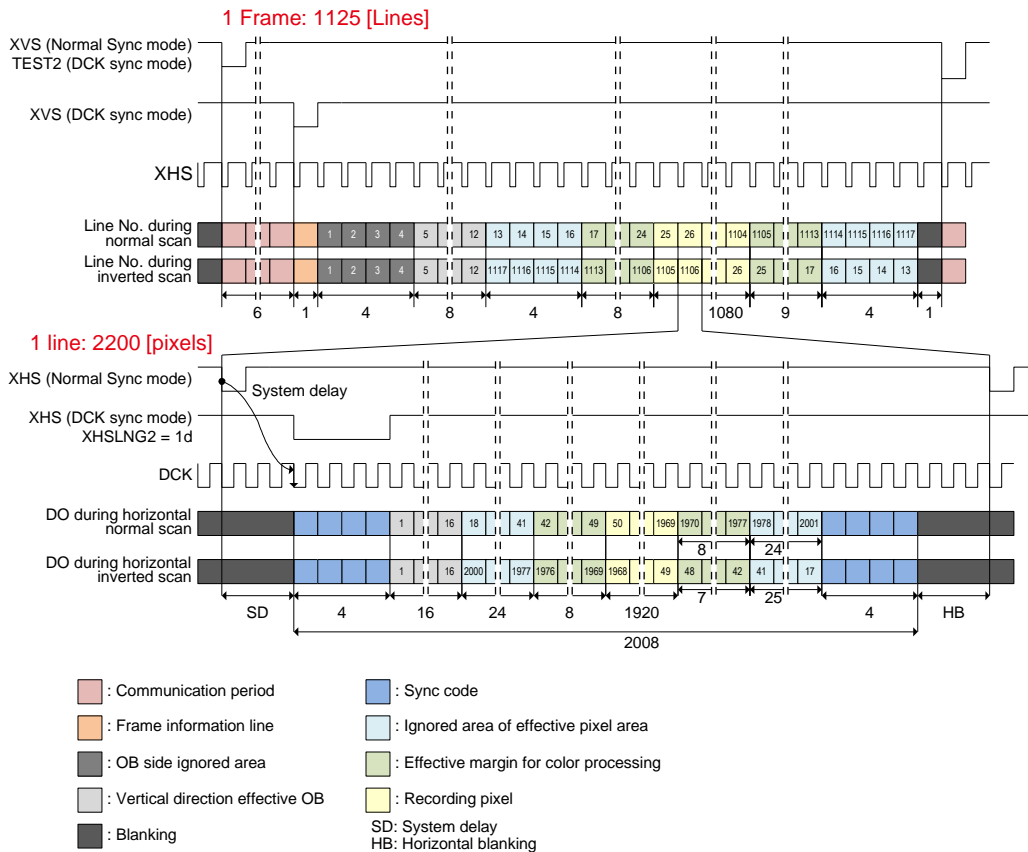 1 Frame: 1125 [Lines]
XVS (Normal Sync mode)
TEST2 (DCK sync mode)
XVS (DCK sync mode)
XHS
Line No. during
normal scan
1 2 3 4 5 12 13 14 15 16 17 24 25 26 1104 1105 1113 1114 1115 1116 1117
Line No. during
inverted scan
1 2 3 4 5 12 1117 1116 1115 1114 1113 1106 1105 1106 26 25 17 16 15 14 13
6 1 4 8 4 8 1080 9 4 1
1 line: 2200 [pixels]
XHS (Normal Sync mode)
System delay
XHS (DCK sync mode)
XHSLNG2 = 1d
DCK
DO during horizontal
normal scan
1 16 18 41 42 49 50 1969 1970 1977 1978 2001
8 24
DO during horizontal
inverted scan
1 16 2000 1977 1976 1969 1968 49 48 42 41 17
7 25
SD 4 16 24 8 1920 4 HB
2008
: Communication period
: Sync code
: Frame information line
: Ignored area of effective pixel area
: OB side ignored area
: Effective margin for color processing
: Vertical direction effective OB
: Recording pixel
: Blanking
SD: System delay
HB: Horizontal blanking